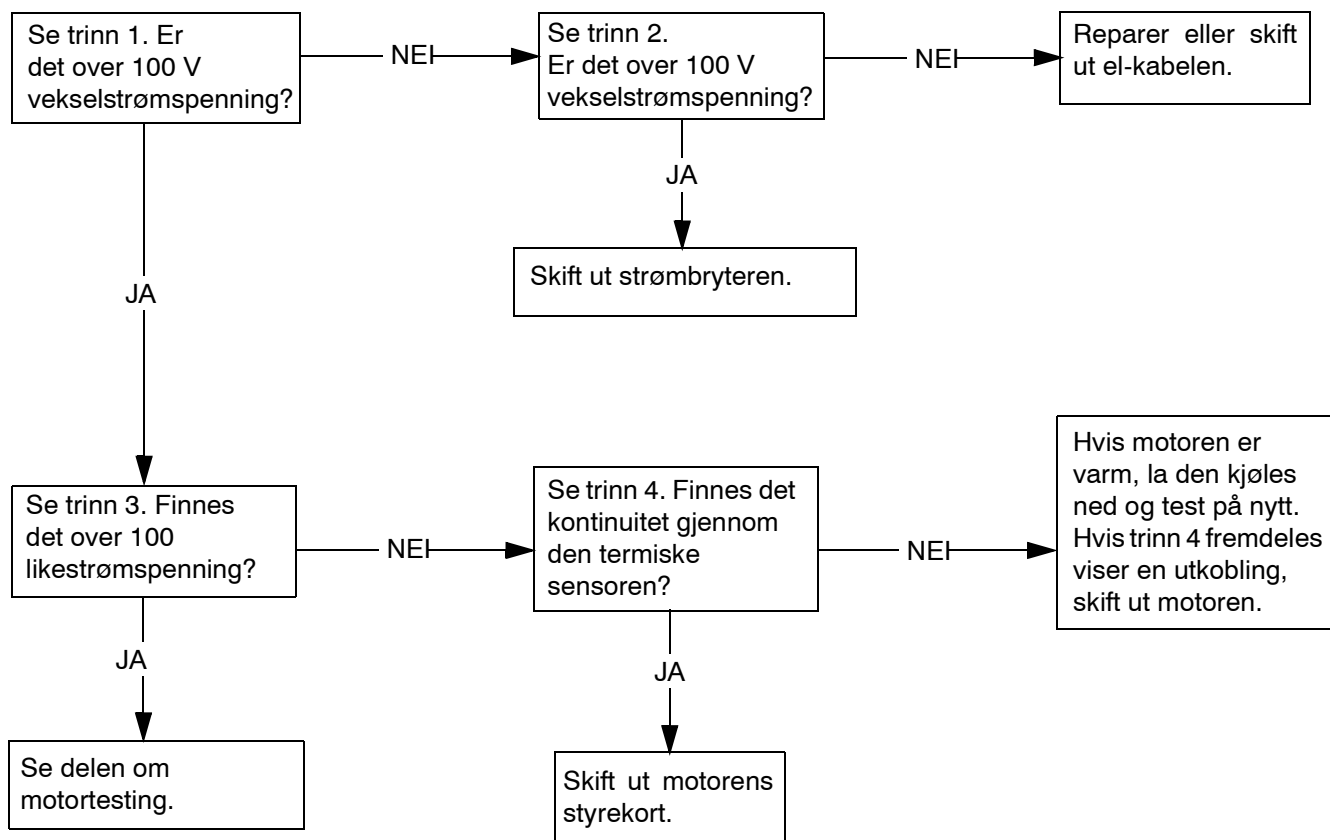 Se trinn 1. Er
det over 100 V
vekselstrømspenning?
NEI
Se trinn 2.
Er det over 100 V
vekselstrømspenning?
NEI
Reparer eller skift
ut el-kabelen.
JA
JA
Skift ut strømbryteren.
Se trinn 3. Finnes
det over 100
likestrømspenning?
NEI
Se trinn 4. Finnes det
kontinuitet gjennom
den termiske
sensoren?
NEI
Hvis motoren er
varm, la den kjøles
ned og test på nytt.
Hvis trinn 4 fremdeles
viser en utkobling,
skift ut motoren.
JA
JA
Se delen om
motortesting.
Skift ut motorens
styrekort.